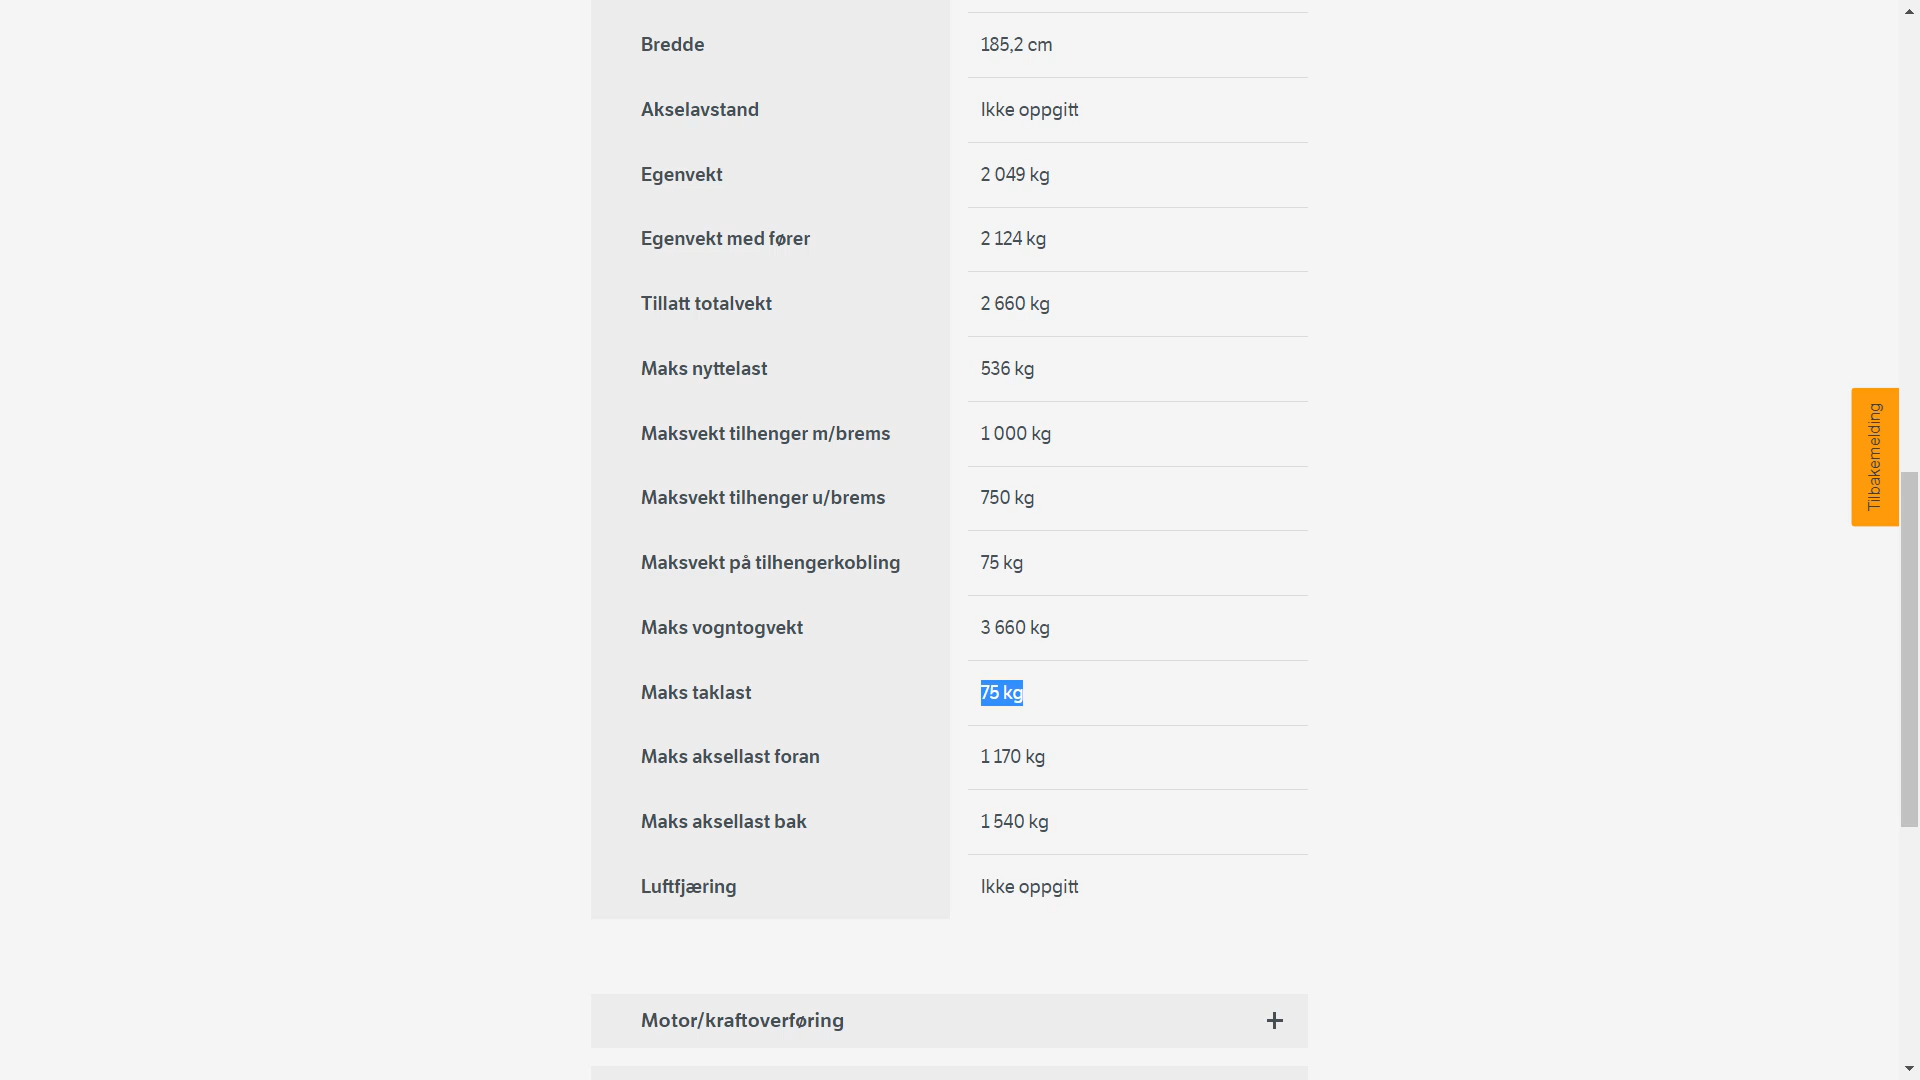 Bredde 185,2 cm
Akselavstand Ikke oppgitt
Egenvekt 2 049 kg
Egenvekt med fører 2 124 kg
Tillatt totalvekt 2 660 kg
Maks nyttelast 536 kg
Maksvekt tilhenger m/brems 1 000 kg
Maksvekt tilhenger u/brems 750 kg
Maksvekt på tilhengerkobling 75 kg
Maks vogntogvekt 3 660 kg
Maks taklast 75 kg
Maks aksellast foran 1 170 kg
Maks aksellast bak 1 540 kg
Luftfjæring Ikke oppgitt
Motor/kraftoverføring +
Tilbakemelding